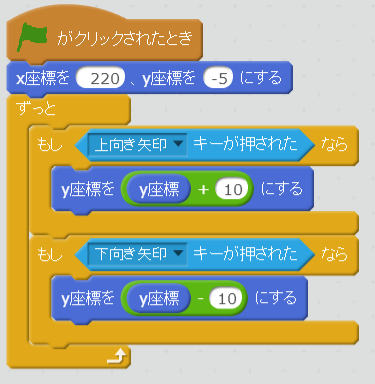 がクリックされたとき
x座標を 220 、y座標を -5 にする
ずっと
もし 上向き矢印 キーが押された なら
y座標を y座標 + 10 にする
もし 下向き矢印 キーが押された なら
y座標を y座標 - 10 にする